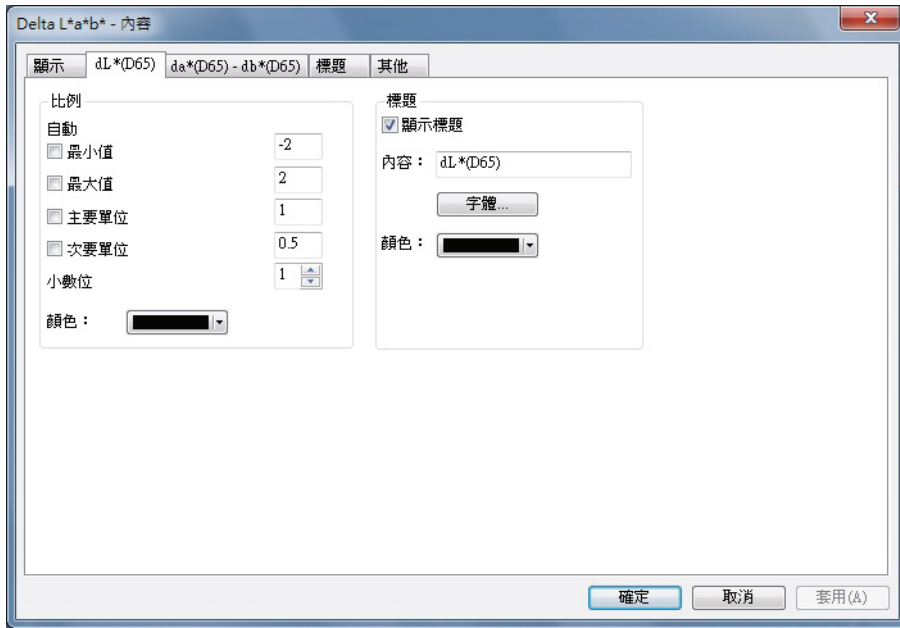 Delta L*a*b* - 內容
顯示 dL*(D65) da*(D65) - db*(D65) 標題 其他
比例
自動
最小值 -2
最大值 2
主要單位 1
次要單位 0.5
小數位 1
顏色：
標題
顯示標題
內容： dL*(D65)
字體...
顏色：
確定 取消 套用(A)